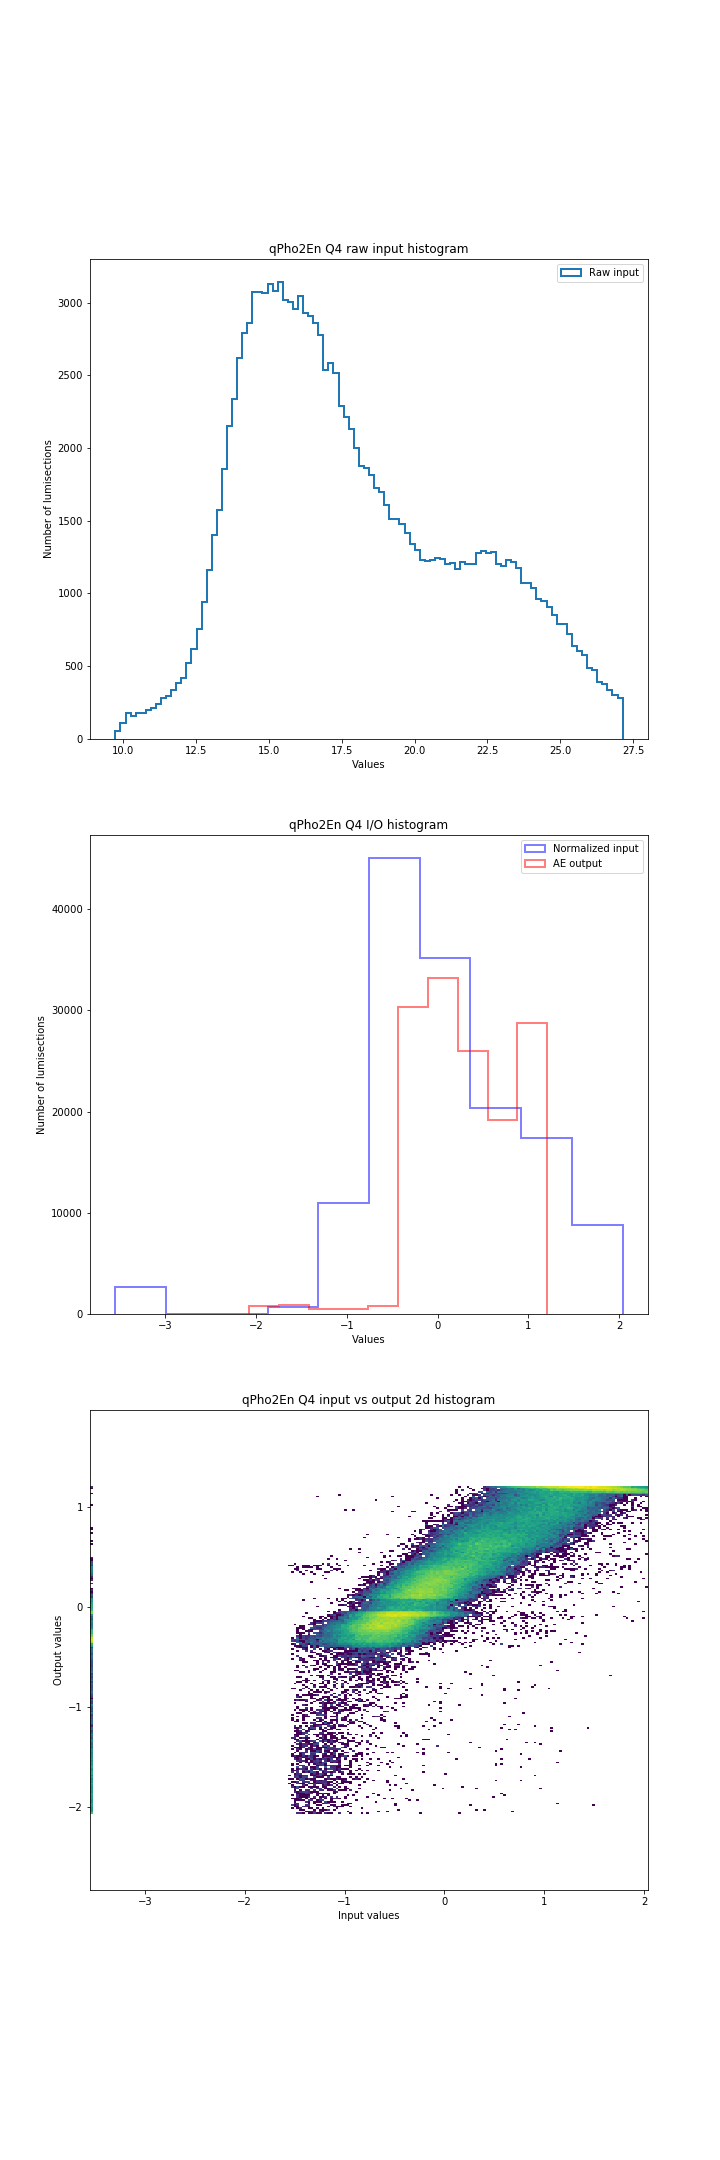 qPho2En Q4 raw input histogram
Raw input
3000
2500
2000
1500
1000
500
0
Number of lumisections
10.0 12.5 15.0 17.5 20.0 22.5 25.0 27.5
Values
qPho2En Q4 I/O histogram
Normalized input
AE output
40000
30000
20000
10000
0
Number of lumisections
−3 −2 −1 0 1 2
Values
qPho2En Q4 input vs output 2d histogram
1
0
−1
−2
Output values
−3 −2 −1 0 1 2
Input values